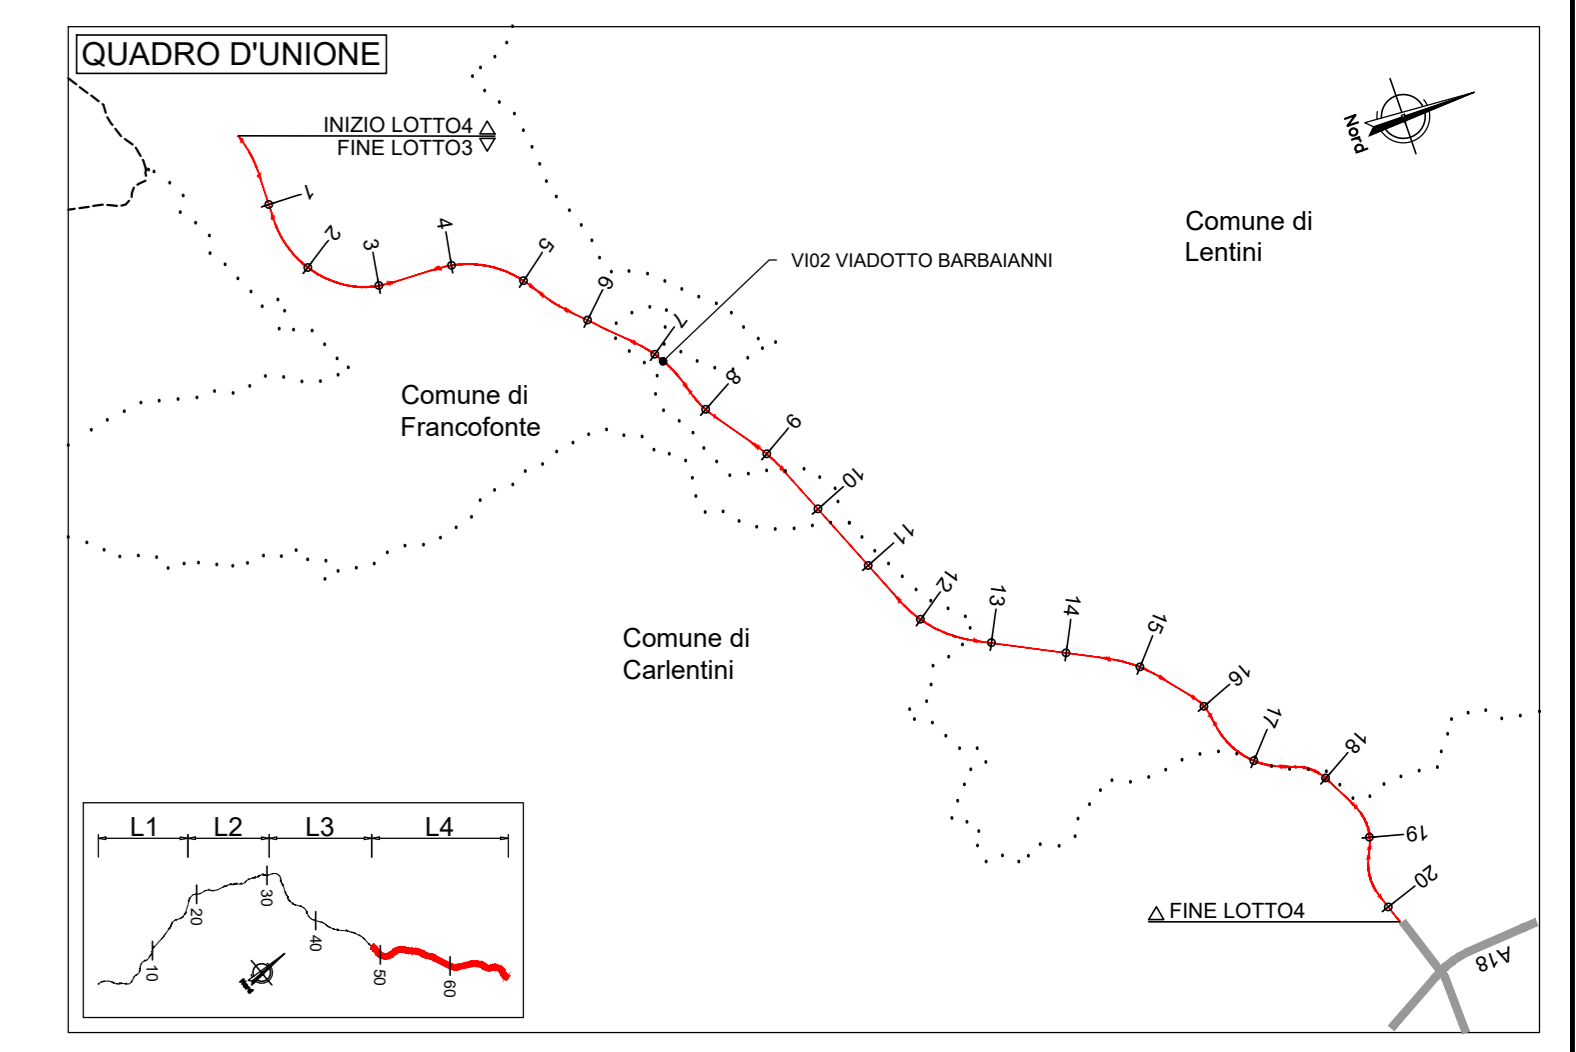 QUADRO D'UNIONE
INIZIO LOTTO4
FINE LOTTO3
Nord
1
2
3
4
5
6
7
8
9
10
11
12
13
14
15
16
17
18
19
20
VI02 VIADOTTO BARBAIANNI
Comune di
Lentini
Comune di
Francofonte
Comune di
Carlentini
FINE LOTTO4
A18
L1
L2
L3
L4
10
20
30
40
50
60
Nord